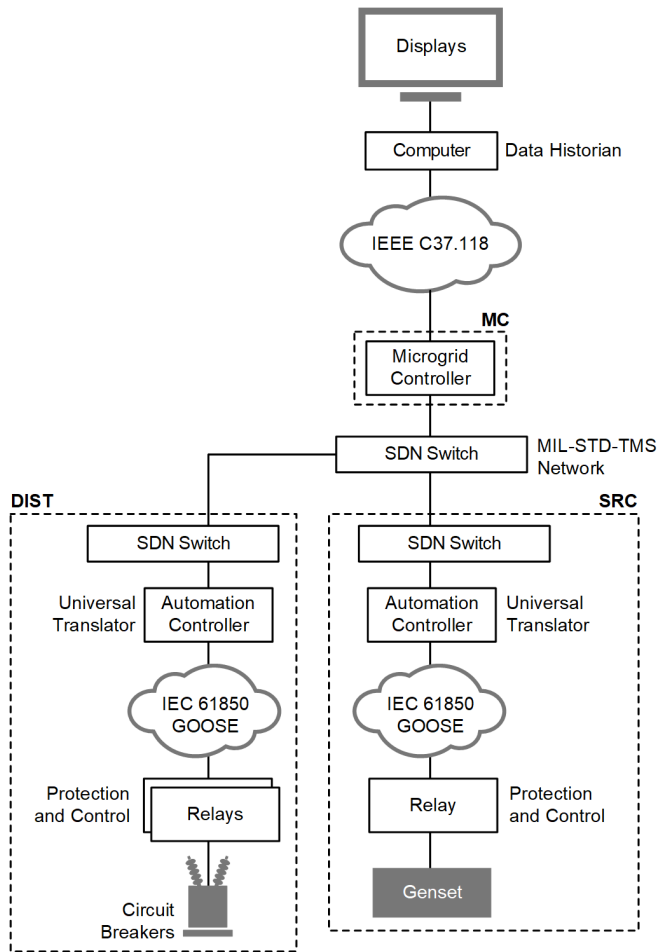 Displays
Computer
Data Historian
IEEE C37.118
MC
Microgrid
Controller
SDN Switch
MIL-STD-TMS
Network
DIST
SDN Switch
Universal
Translator
Automation
Controller
IEC 61850
GOOSE
Protection
and Control
Relays
Circuit
Breakers
SRC
SDN Switch
Automation
Controller
Universal
Translator
IEC 61850
GOOSE
Relay
Protection
and Control
Genset